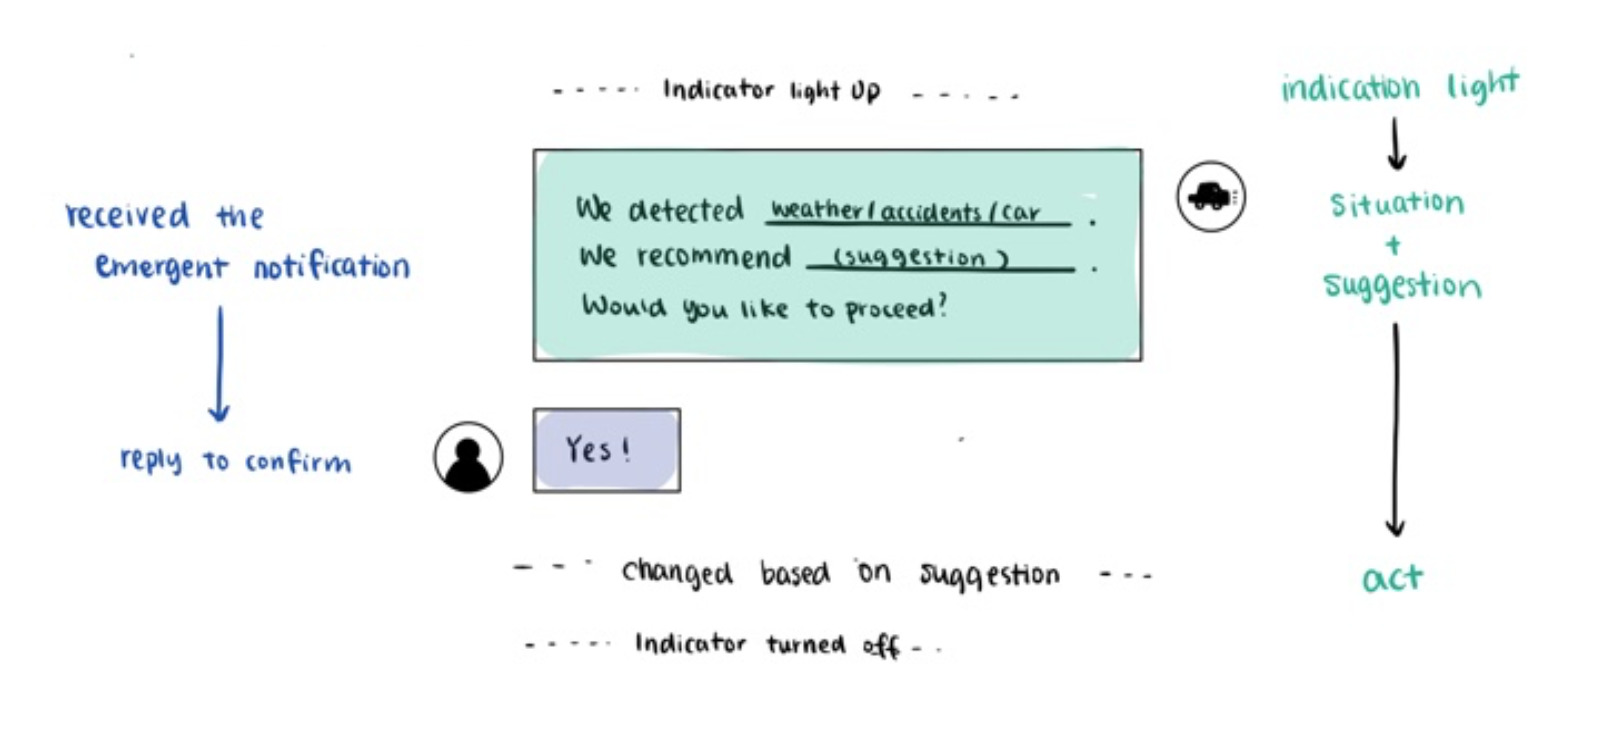 ----- Indicator light Up -----
indication light
We detected weather/accidents/car.
We recommend (suggestion).
Would you like to proceed?
situation
+
suggestion
received the
emergent notification
reply to confirm
Yes!
--- changed based on suggestion ---
act
----- Indicator turned off --